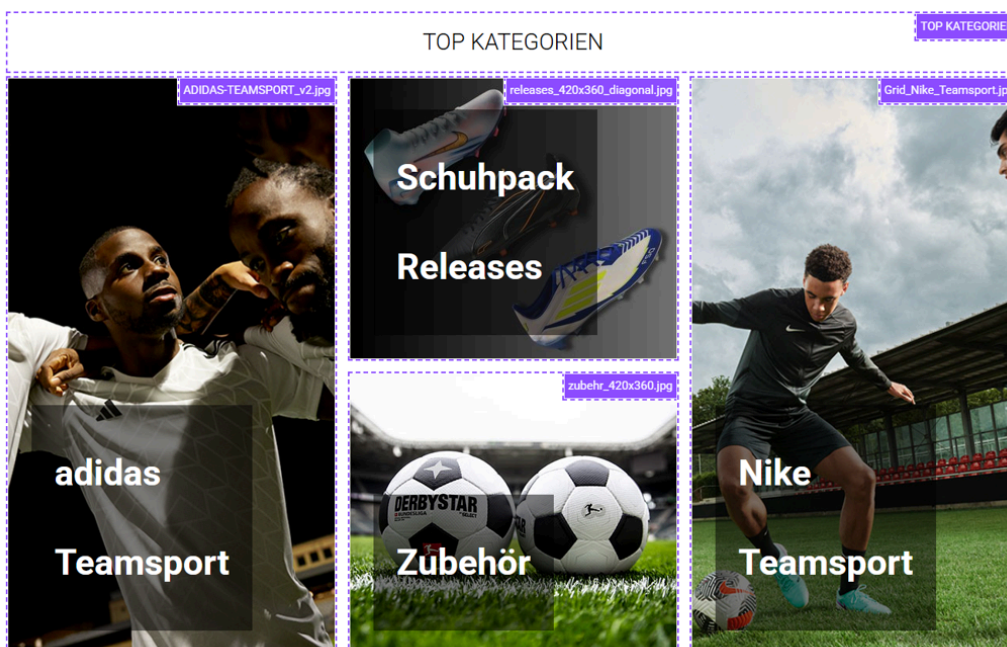 TOP KATEGORIE
TOP KATEGORIEN
ADIDAS-TEAMSPORT_v2.jpg
releases_420x360_diagonal.jpg
Grid_Nike_Teamsport.jp
Schuhpack
Releases
zubehr_420x360.jpg
adidas
Teamsport
DERBYSTAR
Zubehör
Nike
Teamsport